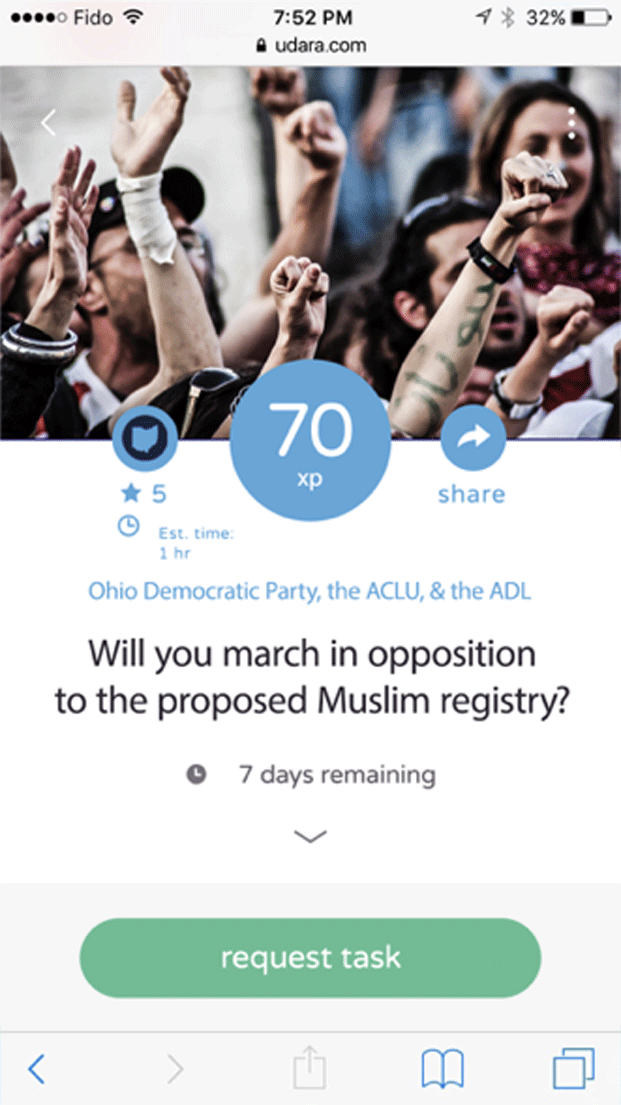 Fido 7:52 PM 32%
udara.com
70
xp
5
share
Est. time:
1 hr
Ohio Democratic Party, the ACLU, & the ADL
Will you march in opposition
to the proposed Muslim registry?
7 days remaining
request task